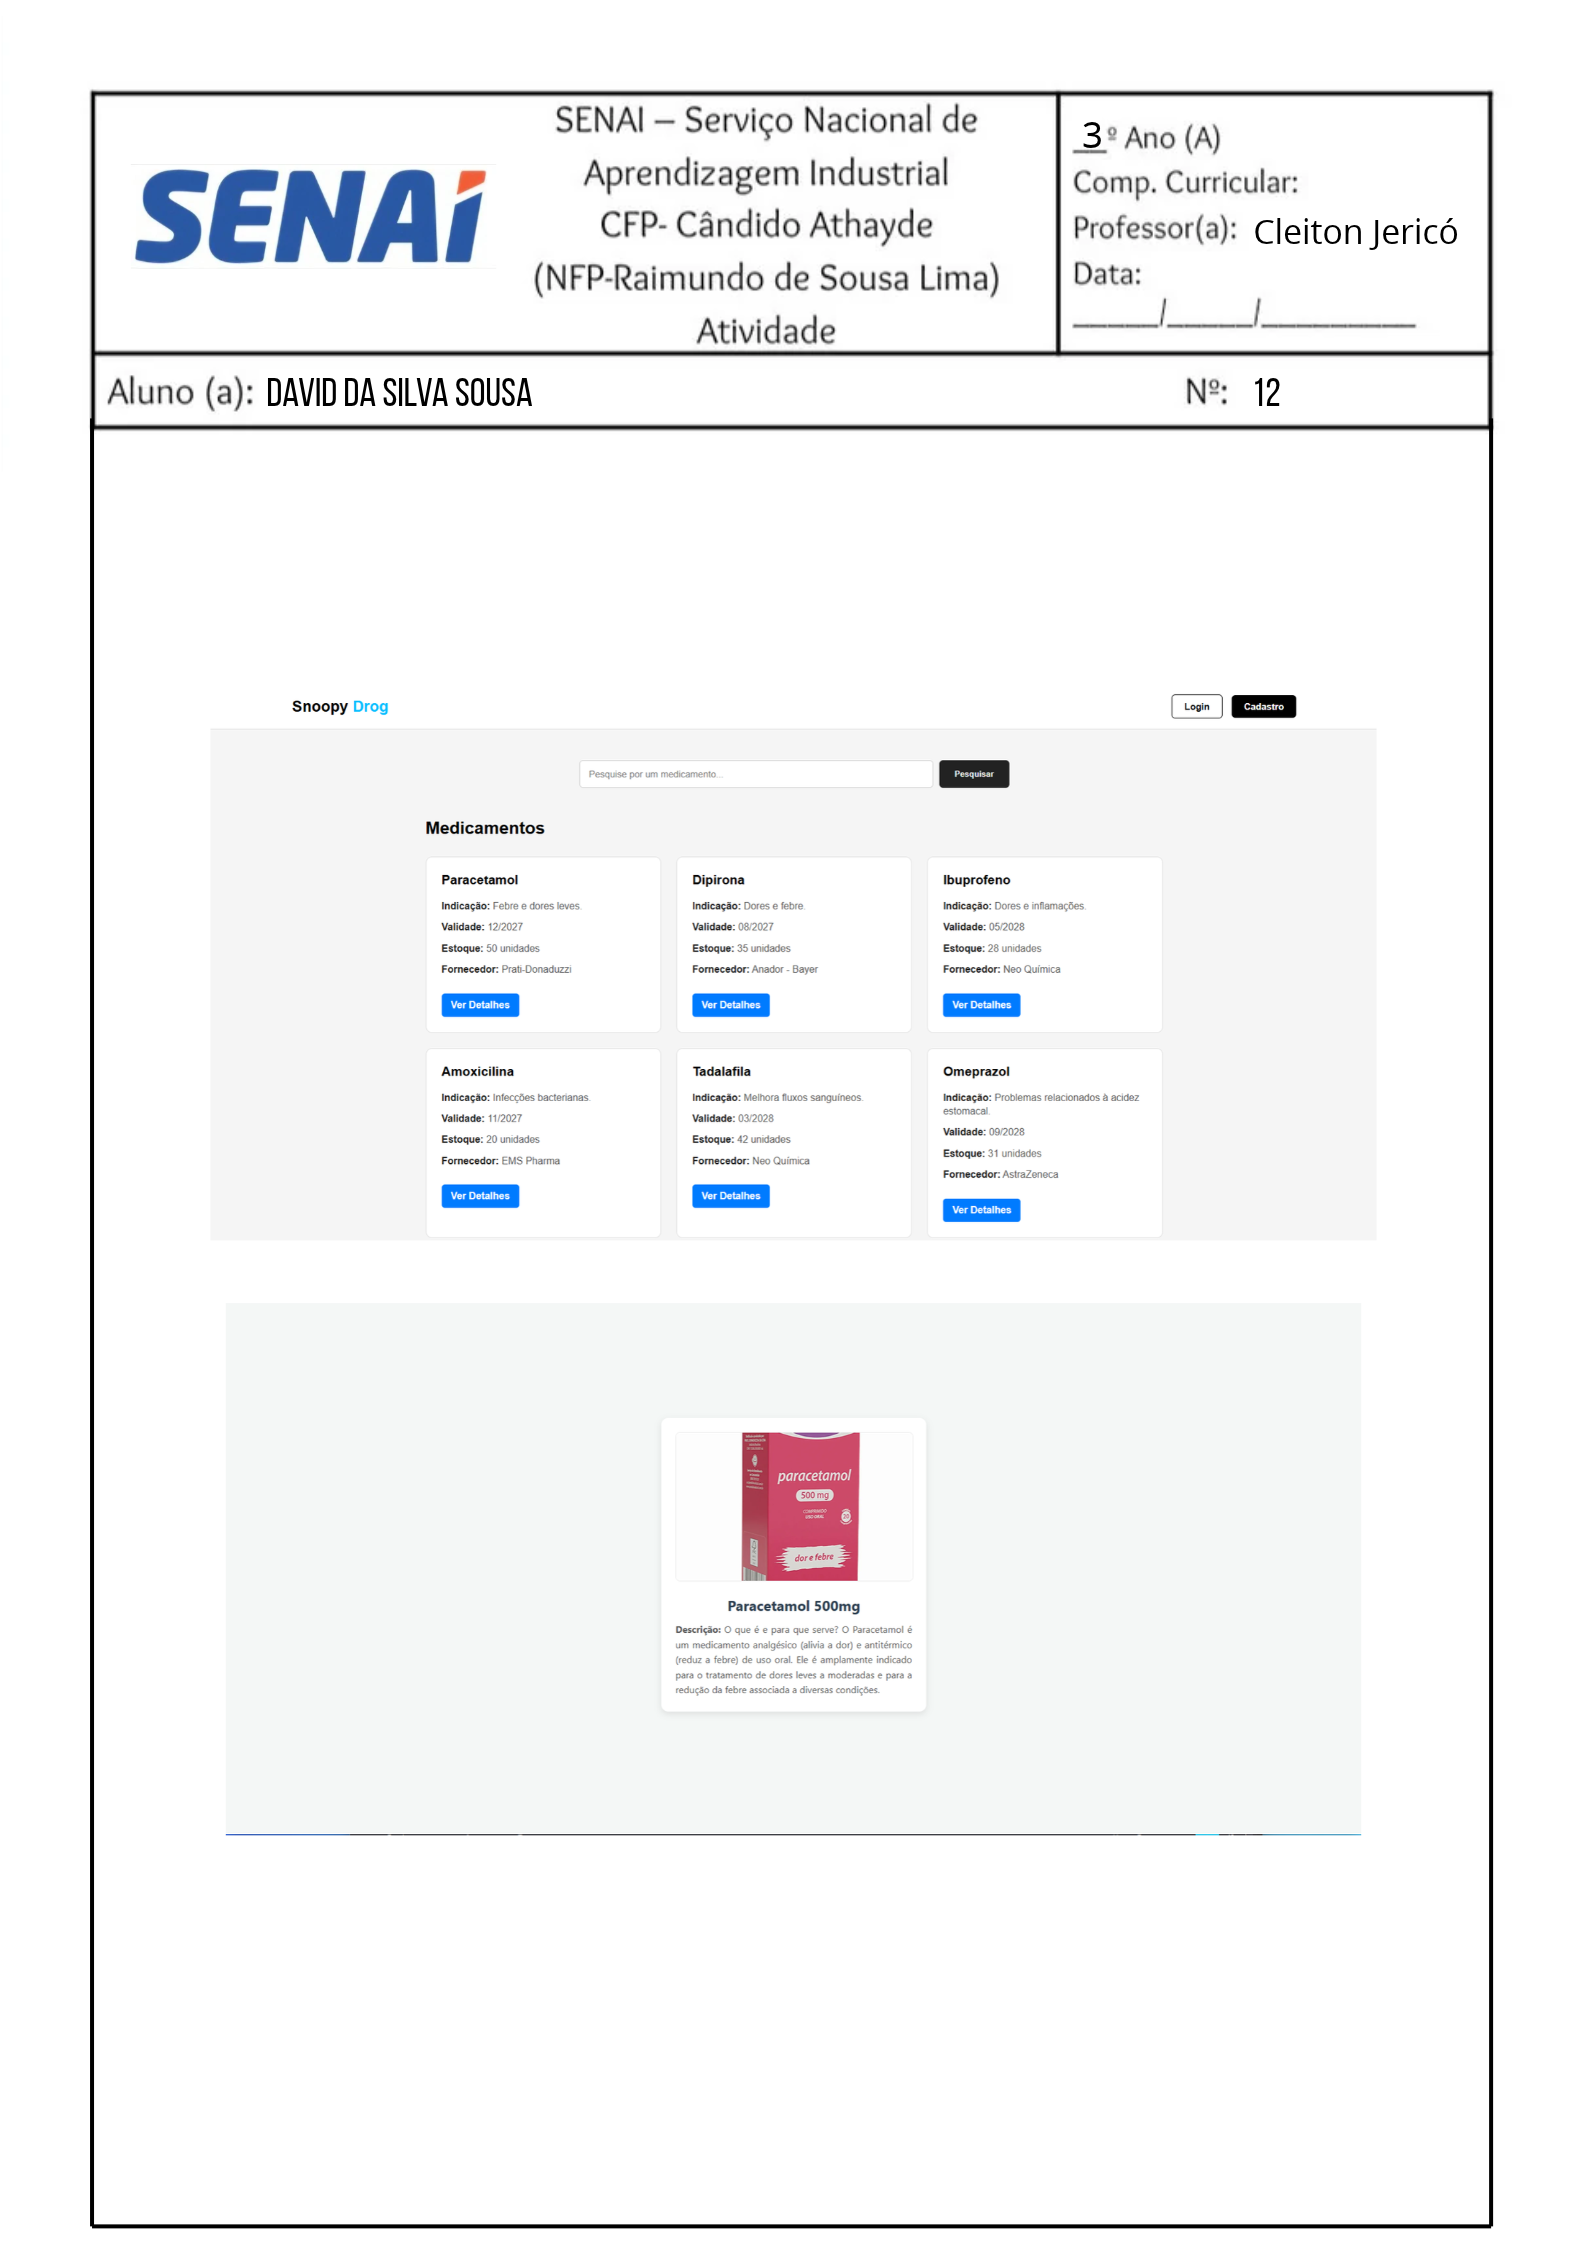 SENAI
SENAI – Serviço Nacional de
Aprendizagem Industrial
CFP- Cândido Athayde
(NFP-Raimundo de Sousa Lima)
Atividade
3º Ano (A)
Comp. Curricular:
Professor(a): Cleiton Jericó
Data:
_____/_____/_________
Aluno (a): DAVID DA SILVA SOUSA Nº: 12
Snoopy Drog
Login Cadastro
Pesquise por um medicamento... Pesquisar
Medicamentos
Paracetamol
Indicação: Febre e dores leves.
Validade: 12/2027
Estoque: 50 unidades
Fornecedor: Prati-Donaduzzi
Ver Detalhes
Dipirona
Indicação: Dores e febre.
Validade: 08/2027
Estoque: 35 unidades
Fornecedor: Anador - Bayer
Ver Detalhes
Ibuprofeno
Indicação: Dores e inflamações.
Validade: 05/2028
Estoque: 28 unidades
Fornecedor: Neo Química
Ver Detalhes
Amoxicilina
Indicação: Infecções bacterianas.
Validade: 11/2027
Estoque: 20 unidades
Fornecedor: EMS Pharma
Ver Detalhes
Tadalafila
Indicação: Melhora fluxos sanguíneos.
Validade: 03/2028
Estoque: 42 unidades
Fornecedor: Neo Química
Ver Detalhes
Omeprazol
Indicação: Problemas relacionados à acidez
estomacal.
Validade: 09/2028
Estoque: 31 unidades
Fornecedor: AstraZeneca
Ver Detalhes
paracetamol
500 mg
COMPRIMIDO
USO ORAL
20
dor e febre
Paracetamol 500mg
Descrição: O que é e para que serve? O Paracetamol é
um medicamento analgésico (alivia a dor) e antitérmico
(reduz a febre) de uso oral. Ele é amplamente indicado
para o tratamento de dores leves a moderadas e para a
redução da febre associada a diversas condições.